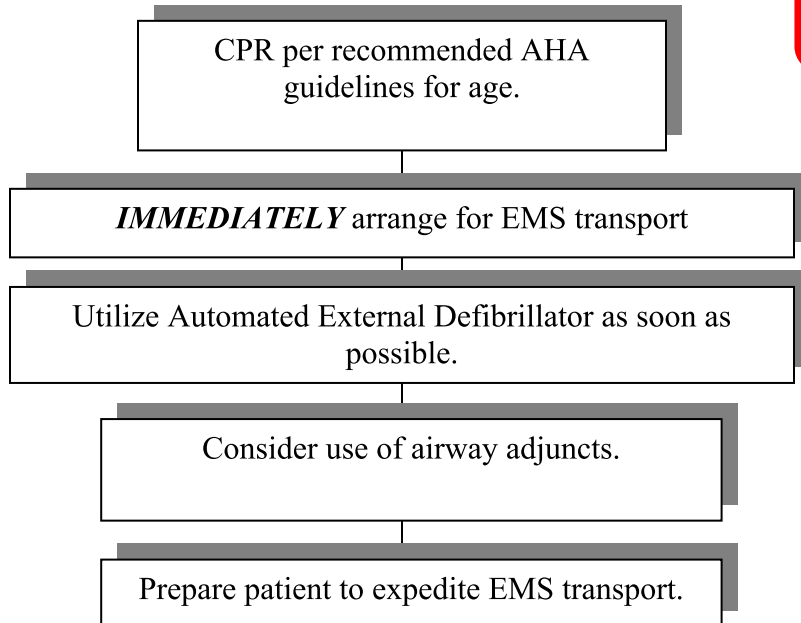 CPR per recommended AHA
guidelines for age.
IMMEDIATELY arrange for EMS transport
Utilize Automated External Defibrillator as soon as
possible.
Consider use of airway adjuncts.
Prepare patient to expedite EMS transport.